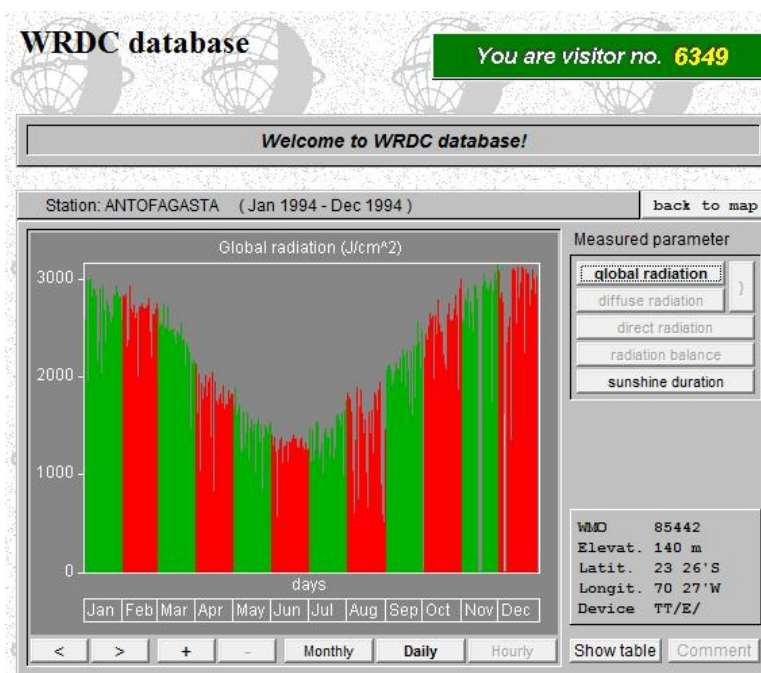 WRDC database
You are visitor no. 6349
Welcome to WRDC database!
Station: ANTOFAGASTA ( Jan 1994 - Dec 1994 )
back to map
Global radiation (J/cm^2)
3000
2000
1000
0
days
Jan Feb Mar Apr May Jun Jul Aug Sep Oct Nov Dec
< > + - Monthly Daily Hourly
Measured parameter
global radiation
}
diffuse radiation
direct radiation
radiation balance
sunshine duration
WMO 85442
Elevat. 140 m
Latit. 23 26'S
Longit. 70 27'W
Device TT/E/
Show table Comment